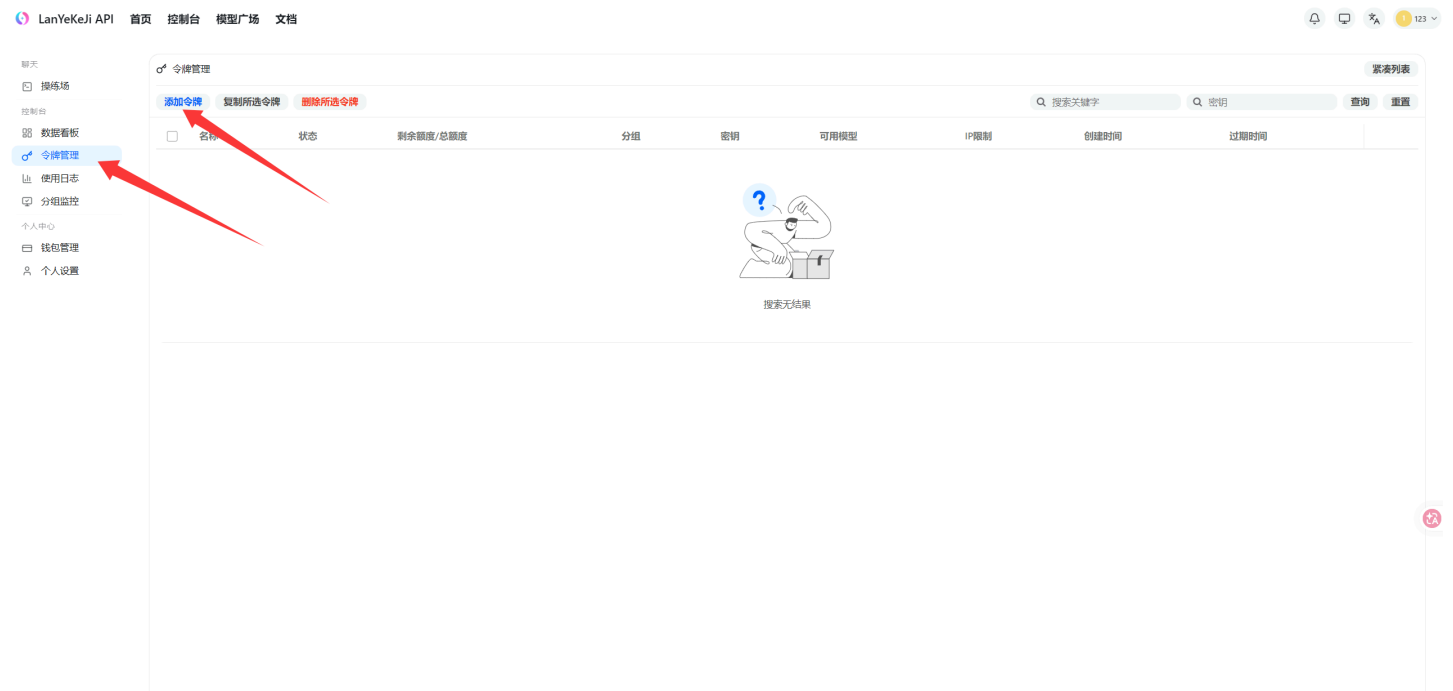 LanYeKeJi API 首页 控制台 模型广场 文档 123
聊天
操练场
控制台
数据看板
令牌管理
使用日志
分组监控
个人中心
钱包管理
个人设置
令牌管理 紧凑列表
添加令牌 复制所选令牌 删除所选令牌 搜索关键字 密钥 查询 重置
名称 状态 剩余额度/总额度 分组 密钥 可用模型 IP限制 创建时间 过期时间
?
搜索无结果